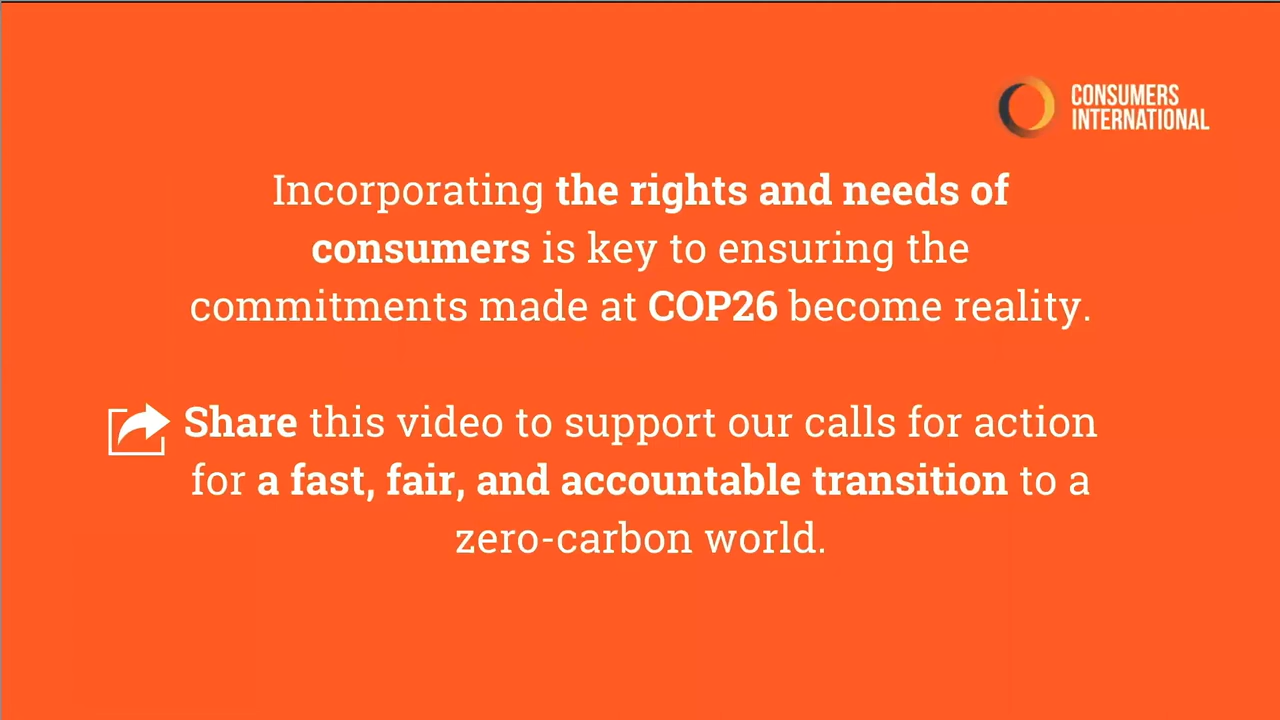 CONSUMERS
INTERNATIONAL
Incorporating the rights and needs of
consumers is key to ensuring the
commitments made at COP26 become reality.
Share this video to support our calls for action
for a fast, fair, and accountable transition to a
zero-carbon world.